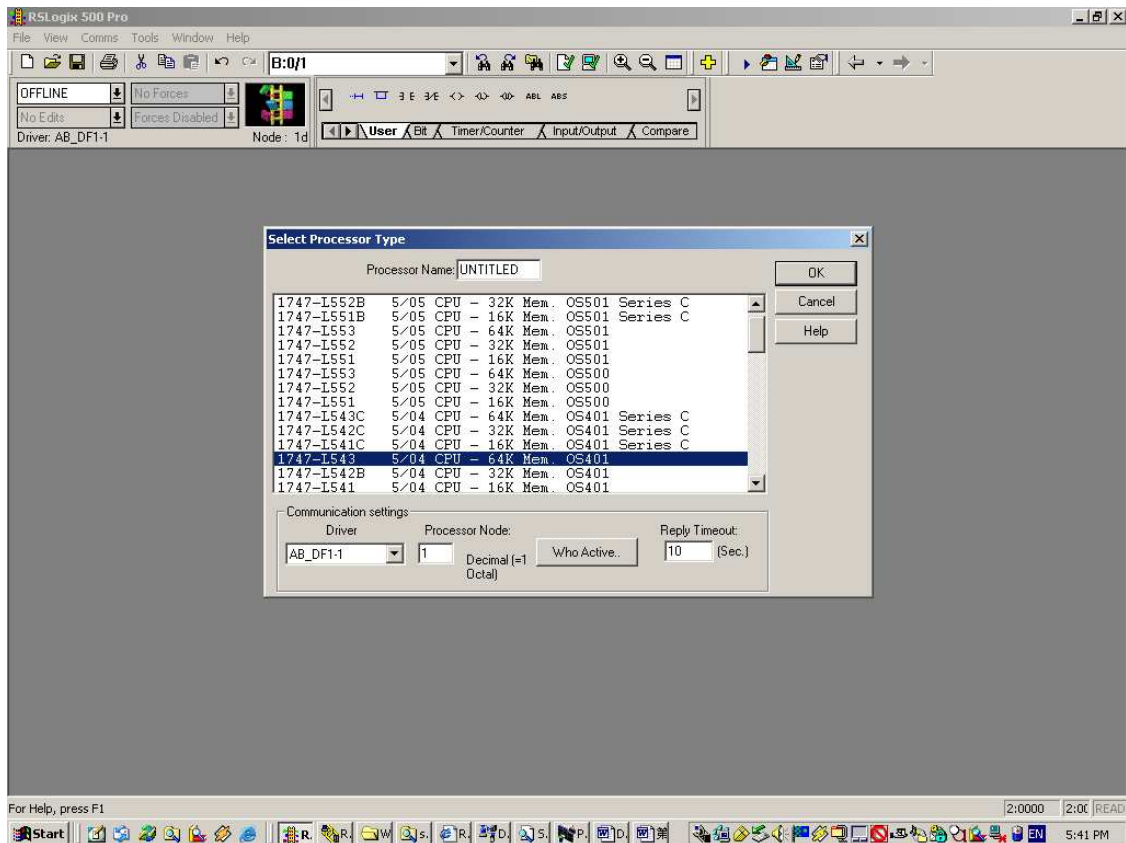 RSLogix 500 Pro
File View Comms Tools Window Help
B:0/1
OFFLINE
No Forces
No Edits
Forces Disabled
Driver: AB_DF1-1
Node : 1d
ABL ABS
User Bit Timer/Counter Input/Output Compare
Select Processor Type
Processor Name: UNTITLED
OK
Cancel
Help
1747-L552B 5/05 CPU - 32K Mem. OS501 Series C
1747-L551B 5/05 CPU - 16K Mem. OS501 Series C
1747-L553 5/05 CPU - 64K Mem. OS501
1747-L552 5/05 CPU - 32K Mem. OS501
1747-L551 5/05 CPU - 16K Mem. OS501
1747-L553 5/05 CPU - 64K Mem. OS500
1747-L552 5/05 CPU - 32K Mem. OS500
1747-L551 5/05 CPU - 16K Mem. OS500
1747-L543C 5/04 CPU - 64K Mem. OS401 Series C
1747-L542C 5/04 CPU - 32K Mem. OS401 Series C
1747-L541C 5/04 CPU - 16K Mem. OS401 Series C
1747-L543 5/04 CPU - 64K Mem. OS401
1747-L542B 5/04 CPU - 32K Mem. OS401
1747-L541 5/04 CPU - 16K Mem. OS401
Communication settings
Driver
Processor Node:
Reply Timeout:
AB_DF1-1
1
Decimal (=1 Octal)
Who Active..
10
(Sec.)
For Help, press F1
2:0000
2:00
READ
Start
R.
R.
W
s.
R.
D.
S.
P.
D.
第
EN
5:41 PM